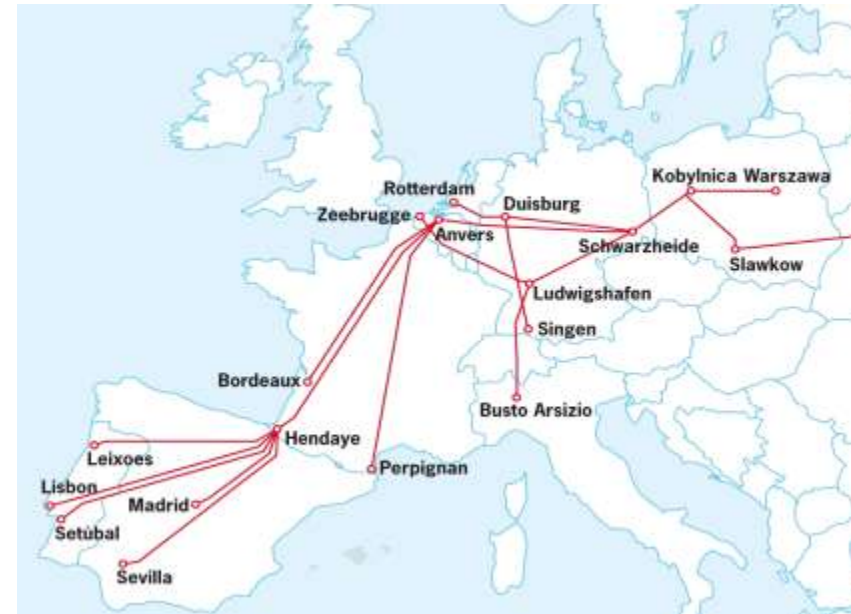 Kobylnica Warszawa
Rotterdam
Duisburg
Zeebrugge
Anvers
Schwarzheide
Slawkow
Ludwigshafen
Singen
Bordeaux
Busto Arsizio
Hendaye
Leixoes
Perpignan
Lisbon
Madrid
Setùbal
Sevilla